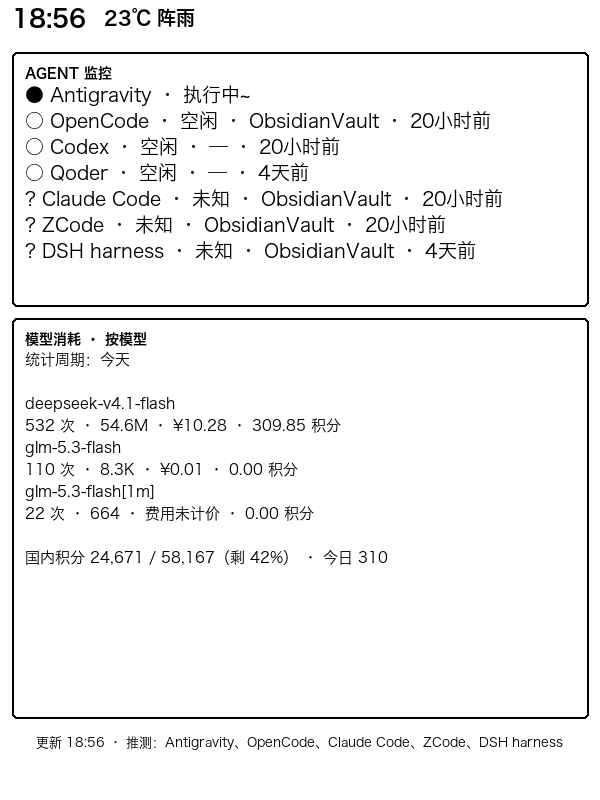 18:56 23℃ 阵雨
AGENT 监控
● Antigravity · 执行中~
○ OpenCode · 空闲 · ObsidianVault · 20小时前
○ Codex · 空闲 · — · 20小时前
○ Qoder · 空闲 · — · 4天前
? Claude Code · 未知 · ObsidianVault · 20小时前
? ZCode · 未知 · ObsidianVault · 20小时前
? DSH harness · 未知 · ObsidianVault · 4天前
模型消耗 · 按模型
统计周期：今天
deepseek-v4.1-flash
532 次 · 54.6M · ¥10.28 · 309.85 积分
glm-5.3-flash
110 次 · 8.3K · ¥0.01 · 0.00 积分
glm-5.3-flash[1m]
22 次 · 664 · 费用未计价 · 0.00 积分
国内积分 24,671 / 58,167（剩 42%） · 今日 310
更新 18:56 · 推测：Antigravity、OpenCode、Claude Code、ZCode、DSH harness